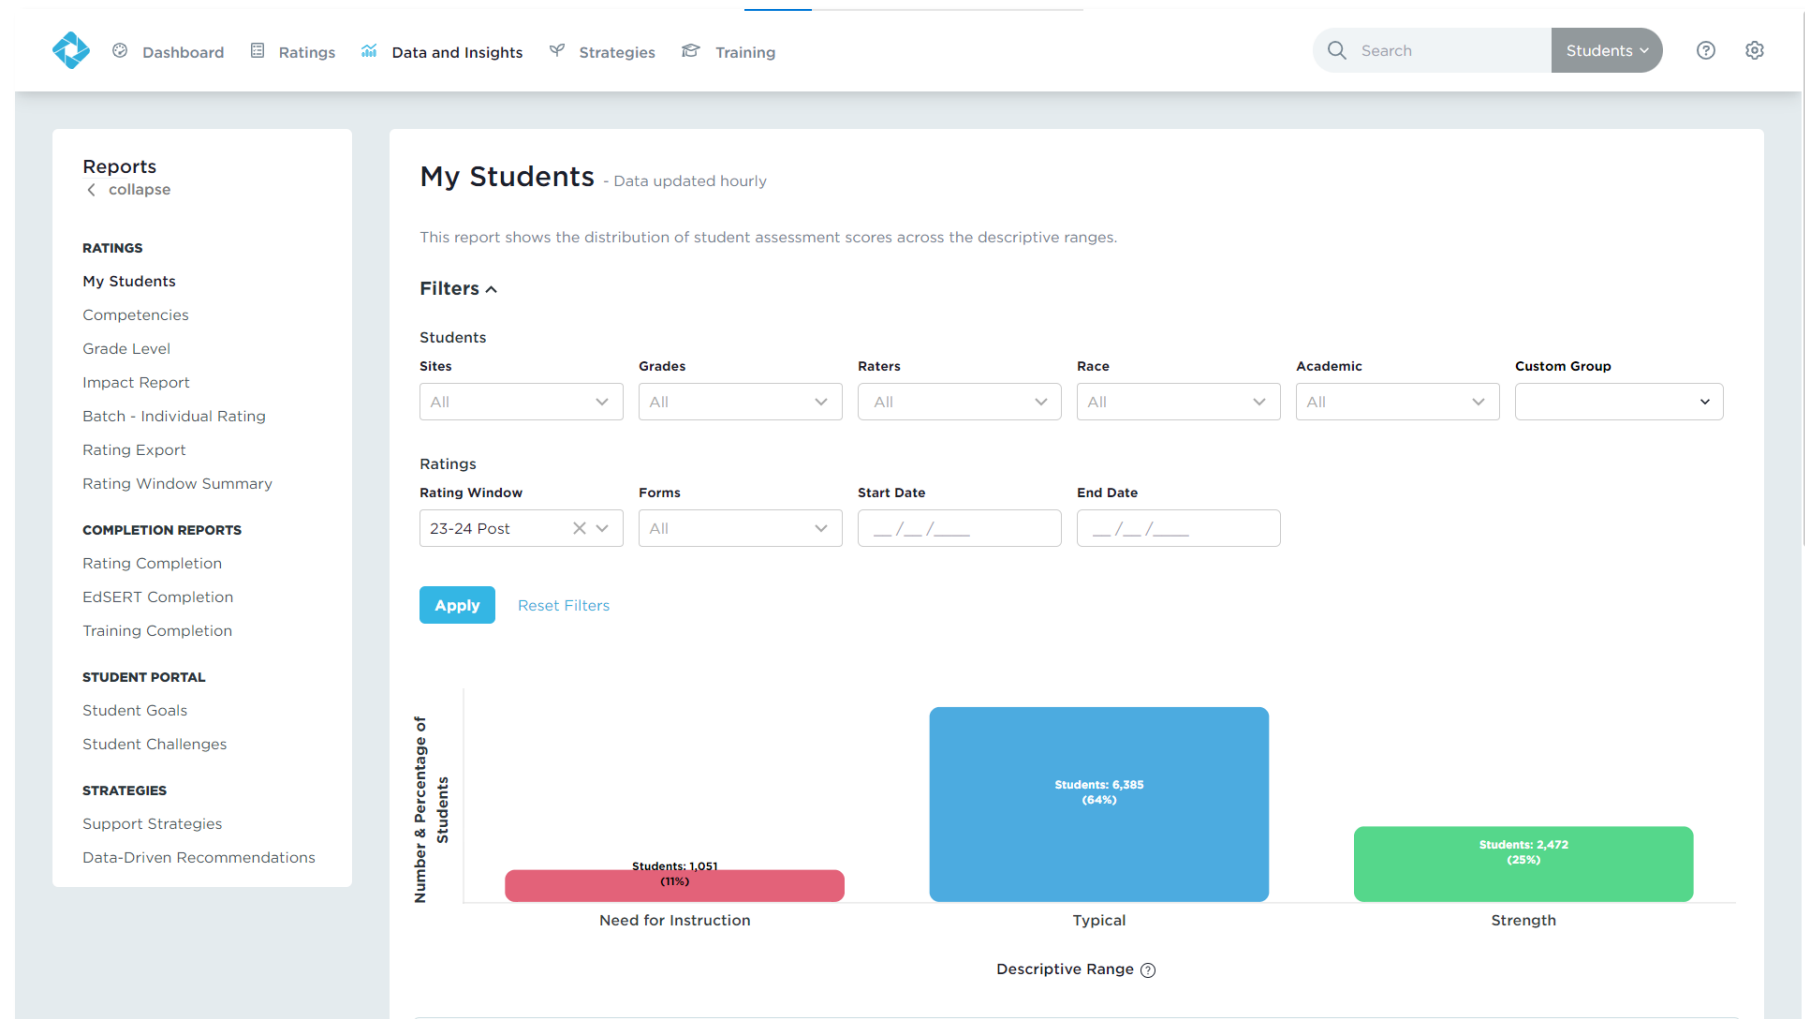 Dashboard Ratings Data and Insights Strategies Training Search Students
Reports
collapse
RATINGS
My Students
Competencies
Grade Level
Impact Report
Batch - Individual Rating
Rating Export
Rating Window Summary
COMPLETION REPORTS
Rating Completion
EdSERT Completion
Training Completion
STUDENT PORTAL
Student Goals
Student Challenges
STRATEGIES
Support Strategies
Data-Driven Recommendations
My Students - Data updated hourly
This report shows the distribution of student assessment scores across the descriptive ranges.
Filters
Students
Sites Grades Raters Race Academic Custom Group
All All All All All
Ratings
Rating Window Forms Start Date End Date
23-24 Post All __/__/____ __/__/____
Apply Reset Filters
Number & Percentage of
Students
Students: 1,051
(11%)
Students: 6,385
(64%)
Students: 2,472
(25%)
Need for Instruction Typical Strength
Descriptive Range